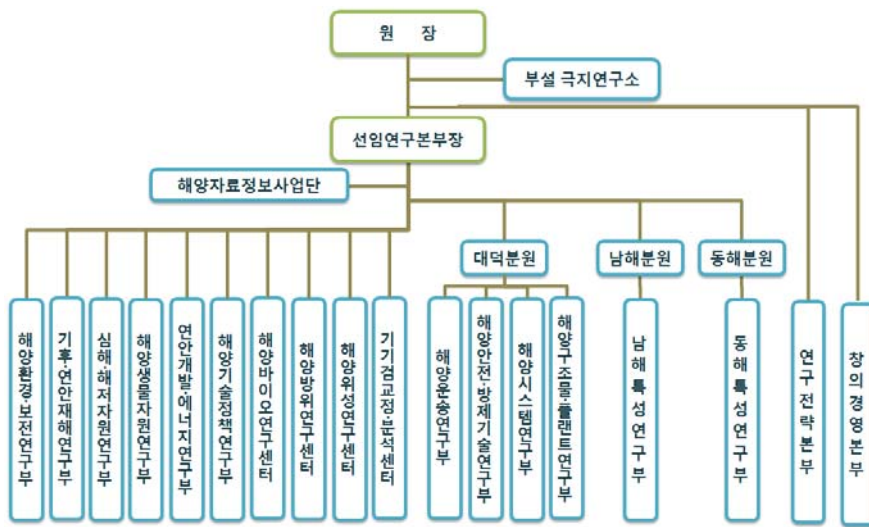 원 장
부설 극지연구소
선임연구본부장
해양자료정보사업단
대덕분원
남해분원
동해분원
해양환경·보전연구부
기후·연안재해연구부
심해·해저자원연구부
해양생물자원연구부
연안개발·에너지연구부
해양기술정책연구부
해양바이오연구센터
해양방위연구센터
해양위성연구센터
기기검교정·분석센터
해양운송연구부
해양안전·방제기술연구부
해양시스템연구부
해양구조물·플랜트연구부
남해특성연구부
동해특성연구부
연구전략본부
창의경영본부